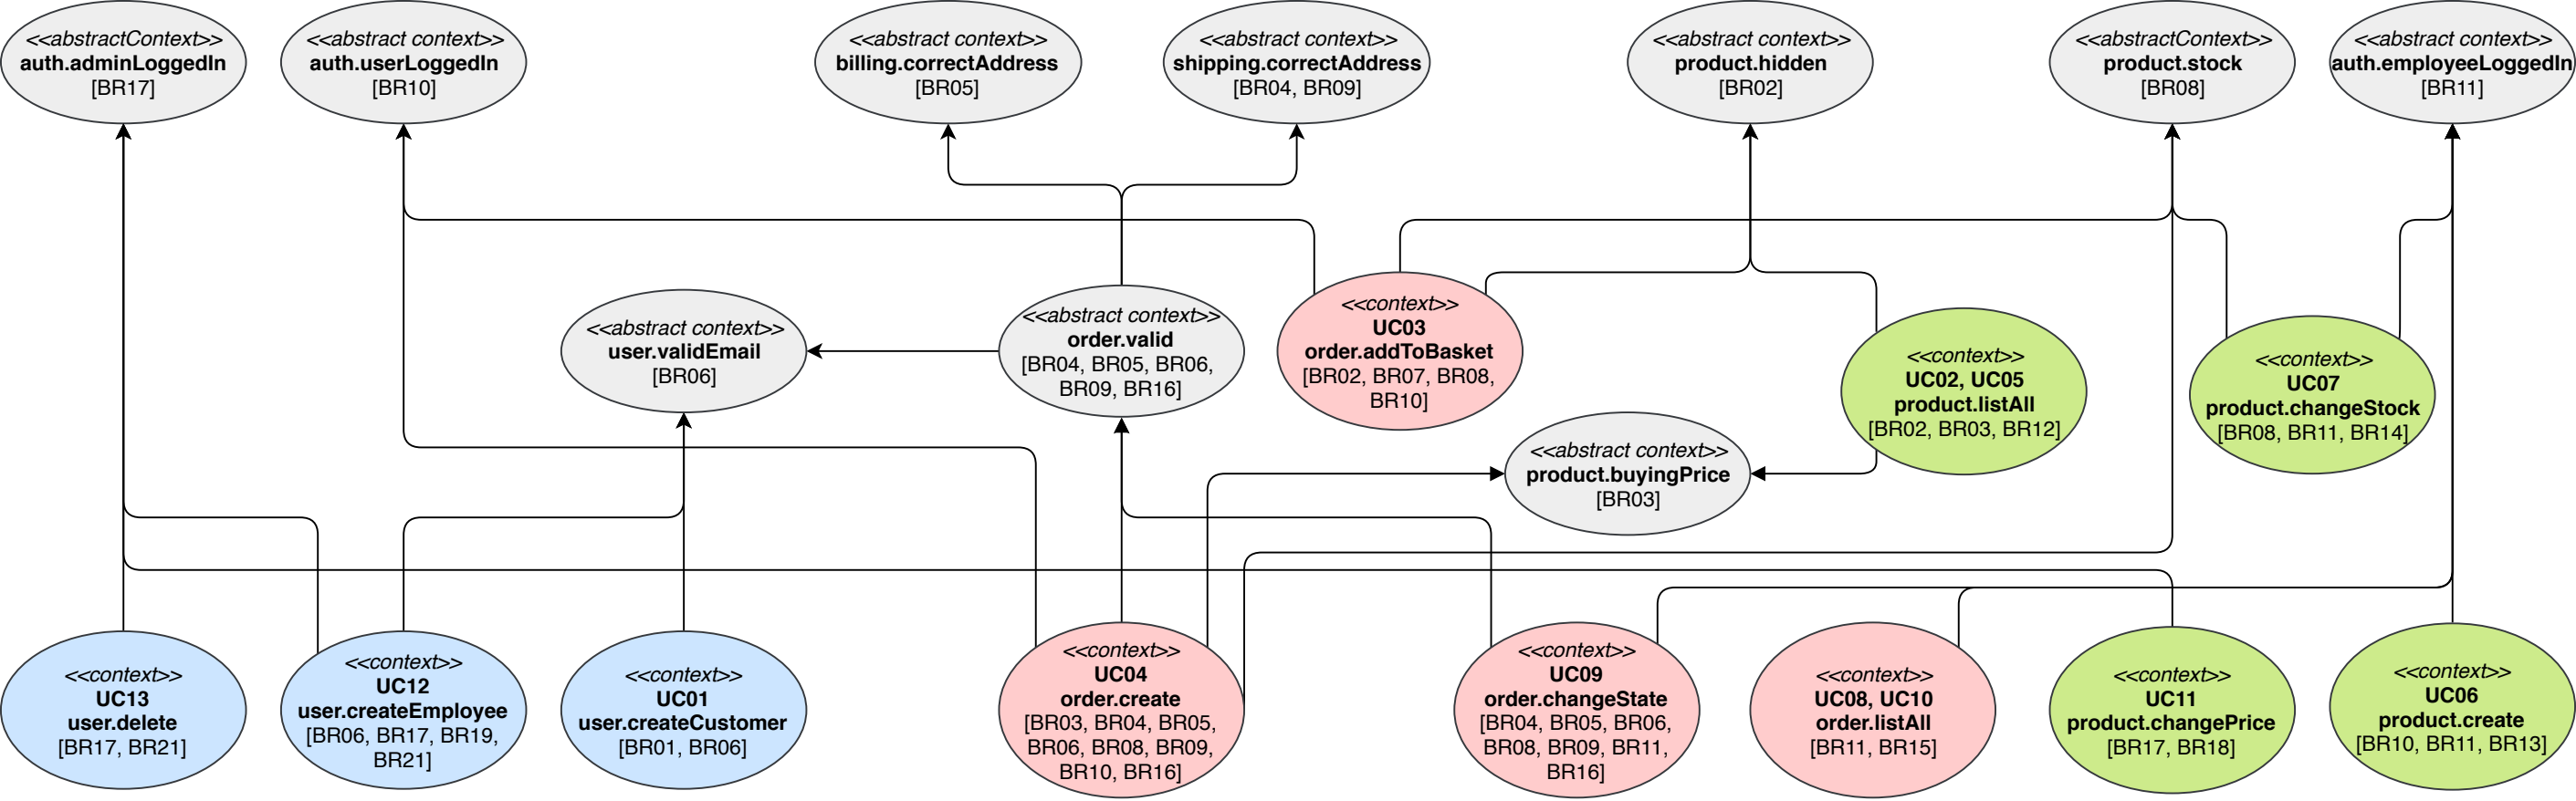 <<abstractContext>>
auth.adminLoggedIn
[BR17]
<<abstract context>>
auth.userLoggedIn
[BR10]
<<abstract context>>
billing.correctAddress
[BR05]
<<abstract context>>
shipping.correctAddress
[BR04, BR09]
<<abstract context>>
product.hidden
[BR02]
<<abstractContext>>
product.stock
[BR08]
<<abstract context>>
auth.employeeLoggedIn
[BR11]
<<abstract context>>
user.validEmail
[BR06]
<<abstract context>>
order.valid
[BR04, BR05, BR06,
BR09, BR16]
<<context>>
UC03
order.addToBasket
[BR02, BR07, BR08,
BR10]
<<context>>
UC02, UC05
product.listAll
[BR02, BR03, BR12]
<<context>>
UC07
product.changeStock
[BR08, BR11, BR14]
<<abstract context>>
product.buyingPrice
[BR03]
<<context>>
UC13
user.delete
[BR17, BR21]
<<context>>
UC12
user.createEmployee
[BR06, BR17, BR19,
BR21]
<<context>>
UC01
user.createCustomer
[BR01, BR06]
<<context>>
UC04
order.create
[BR03, BR04, BR05,
BR06, BR08, BR09,
BR10, BR16]
<<context>>
UC09
order.changeState
[BR04, BR05, BR06,
BR08, BR09, BR11,
BR16]
<<context>>
UC08, UC10
order.listAll
[BR11, BR15]
<<context>>
UC11
product.changePrice
[BR17, BR18]
<<context>>
UC06
product.create
[BR10, BR11, BR13]